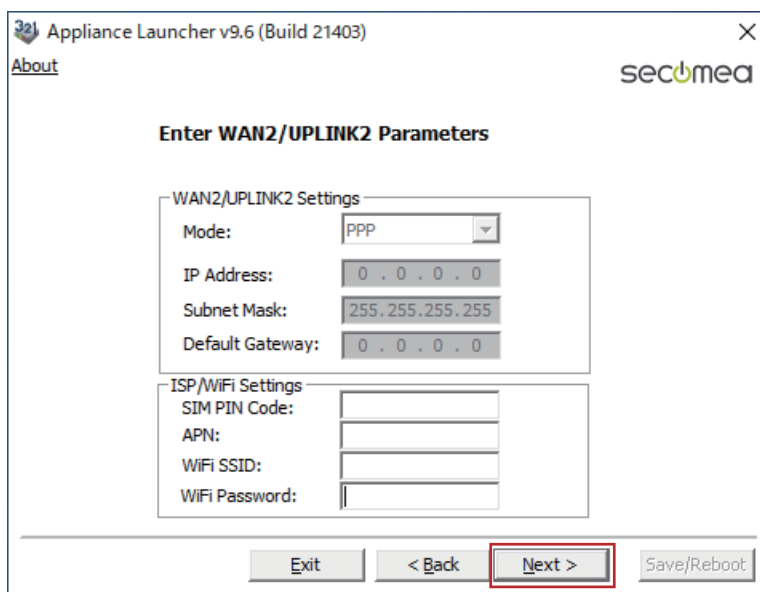 Appliance Launcher v9.6 (Build 21403)
About
secomea
Enter WAN2/UPLINK2 Parameters
WAN2/UPLINK2 Settings
Mode: PPP
IP Address: 0 . 0 . 0 . 0
Subnet Mask: 255.255.255.255
Default Gateway: 0 . 0 . 0 . 0
ISP/WiFi Settings
SIM PIN Code:
APN:
WiFi SSID:
WiFi Password:
Exit < Back Next > Save/Reboot